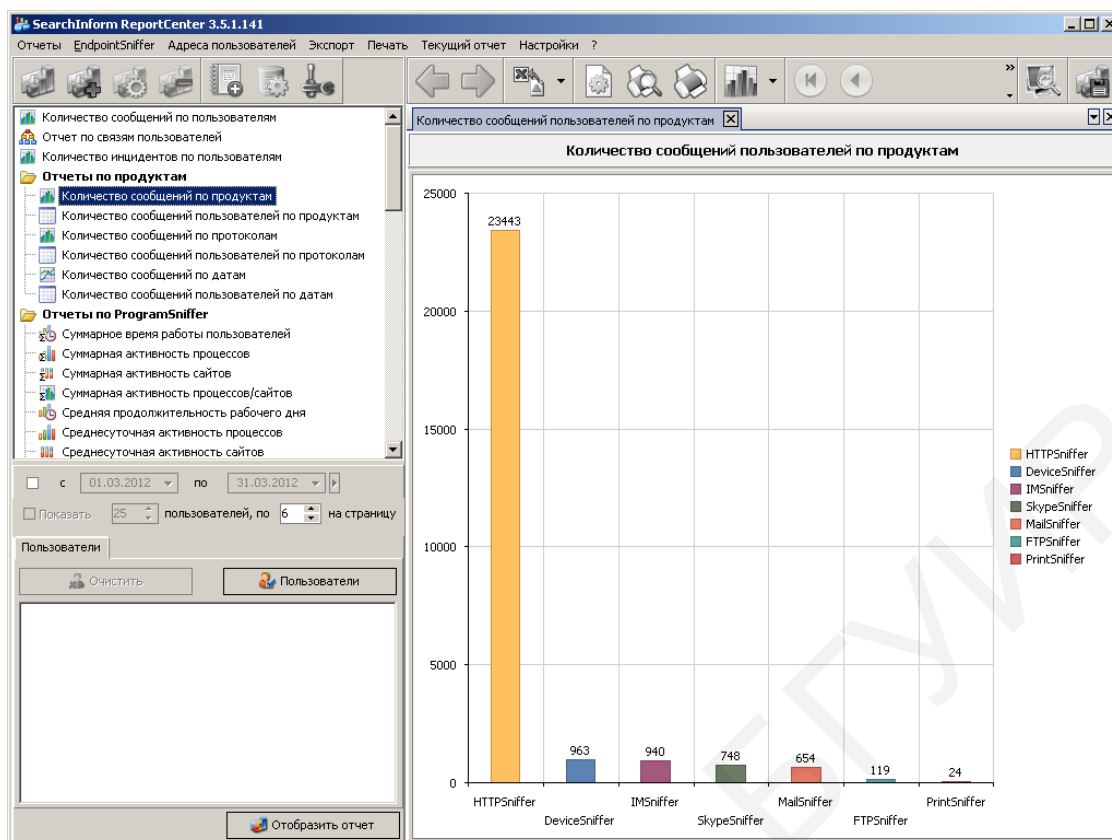 SearchInform ReportCenter 3.5.1.141
Отчеты EndpointSniffer Адреса пользователей Экспорт Печать Текущий отчет Настройки ?
Количество сообщений по пользователям
Отчет по связям пользователей
Количество инцидентов по пользователям
Отчеты по продуктам
Количество сообщений по продуктам
Количество сообщений пользователей по продуктам
Количество сообщений по протоколам
Количество сообщений пользователей по протоколам
Количество сообщений по датам
Количество сообщений пользователей по датам
Отчеты по ProgramSniffer
Суммарное время работы пользователей
Суммарная активность процессов
Суммарная активность сайтов
Суммарная активность процессов/сайтов
Средняя продолжительность рабочего дня
Среднесуточная активность процессов
Среднесуточная активность сайтов
с 01.03.2012 по 31.03.2012
Показать 25 пользователей, по 6 на страницу
Пользователи
Очистить Пользователи
Отобразить отчет
Количество сообщений пользователей по продуктам
Количество сообщений пользователей по продуктам
25000
23443
20000
15000
10000
5000
963 940 748 654 119 24
0
HTTPSniffer IMSniffer MailSniffer PrintSniffer
DeviceSniffer SkypeSniffer FTPSniffer
HTTPSniffer
DeviceSniffer
IMSniffer
SkypeSniffer
MailSniffer
FTPSniffer
PrintSniffer
БГУИР